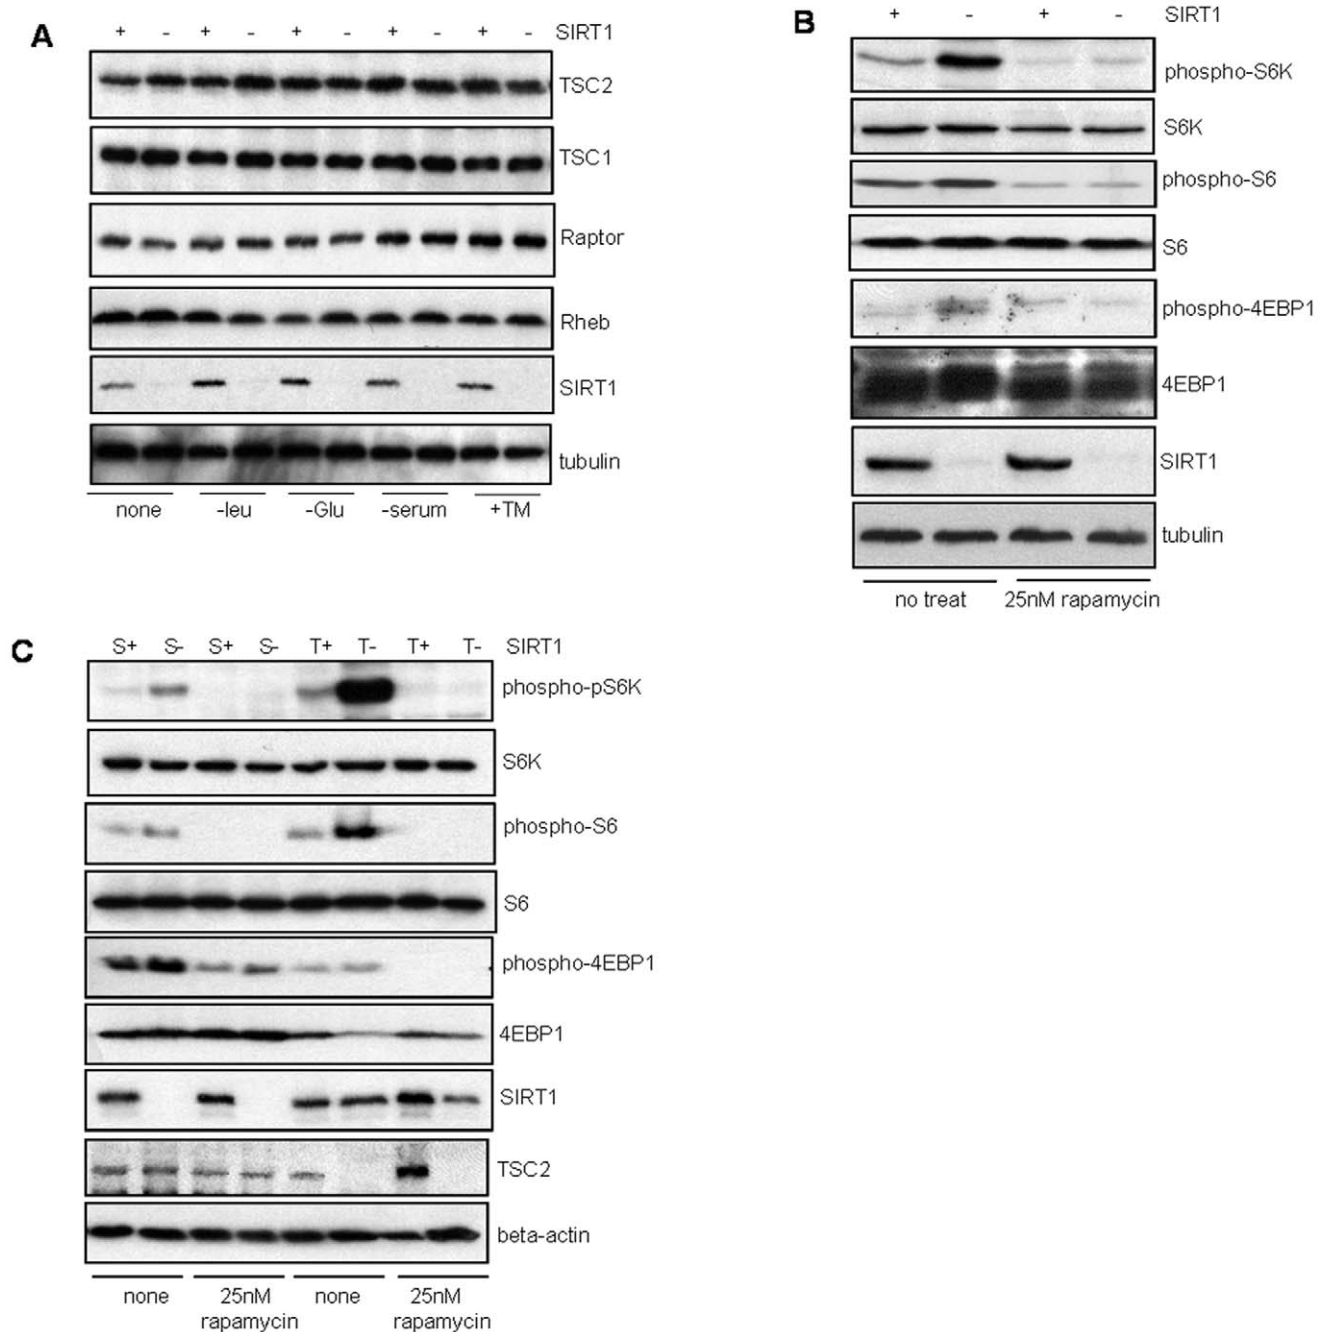 A
+ - + - + - + - + - SIRT1
TSC2
TSC1
Raptor
Rheb
SIRT1
tubulin
none -leu -Glu -serum +TM
B
+ - + - SIRT1
phospho-S6K
S6K
phospho-S6
S6
phospho-4EBP1
4EBP1
SIRT1
tubulin
no treat 25nM rapamycin
C
S+ S- S+ S- T+ T- T+ T- SIRT1
phospho-pS6K
S6K
phospho-S6
S6
phospho-4EBP1
4EBP1
SIRT1
TSC2
beta-actin
none 25nM none 25nM
rapamycin rapamycin